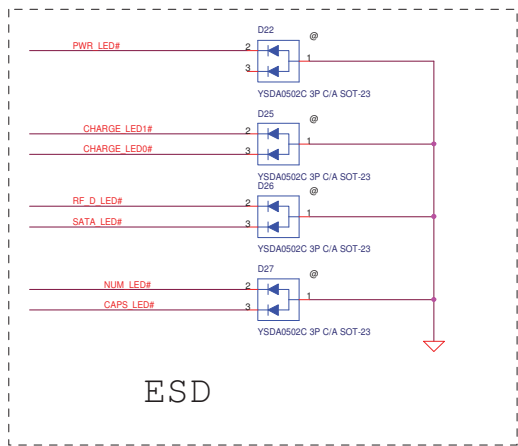 D22
@
PWR_LED#
2
1
3
YSDA0502C 3P C/A SOT-23
D25
@
CHARGE_LED1#
2
1
CHARGE_LED0#
3
YSDA0502C 3P C/A SOT-23
D26
@
RF_D_LED#
2
1
SATA_LED#
3
YSDA0502C 3P C/A SOT-23
D27
@
NUM_LED#
2
1
CAPS_LED#
3
YSDA0502C 3P C/A SOT-23
ESD